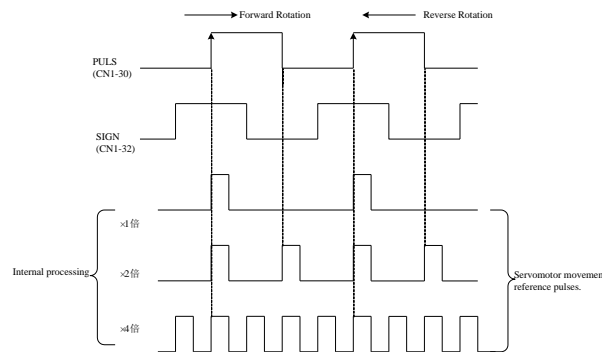 Forward Rotation
Reverse Rotation
PULS
(CN1-30)
SIGN
(CN1-32)
×1倍
Internal processing
×2倍
Servomotor movemen
reference pulses.
×4倍